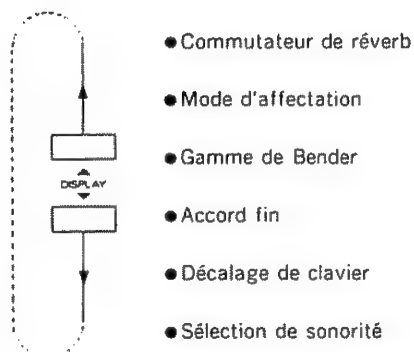 ●Commutateur de réverb
●Mode d'affectation
●Gamme de Bender
DISPLAY
●Accord fin
●Décalage de clavier
●Sélection de sonorité